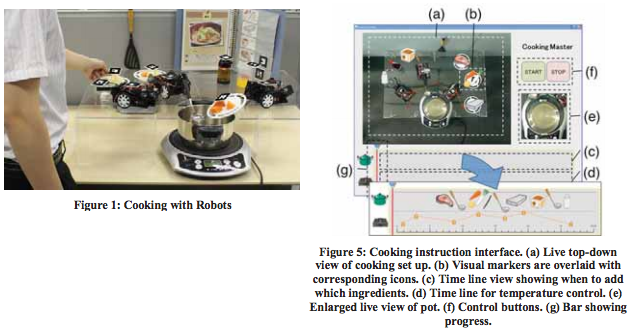 (a)
(b)
Cooking Master
START
STOP
(f)
(e)
(c)
(g)
(d)
Figure 1: Cooking with Robots
Figure 5: Cooking instruction interface. (a) Live top-down
view of cooking set up. (b) Visual markers are overlaid with
corresponding icons. (c) Time line view showing when to add
which ingredients. (d) Time line for temperature control. (e)
Enlarged live view of pot. (f) Control buttons. (g) Bar showing
progress.